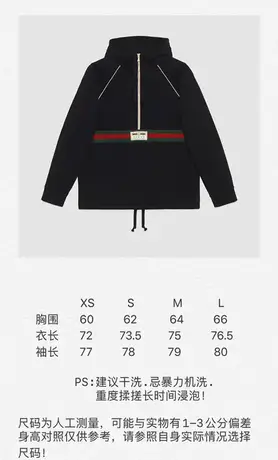 XS S M L
胸围 60 62 64 66
衣长 72 73.5 75 76.5
袖长 77 78 79 80
PS:建议干洗.忌暴力机洗.
重度揉搓长时间浸泡!
尺码为人工测量，可能与实物有1-3公分偏差
身高对照仅供参考，请参照自身实际情况选择
尺码!